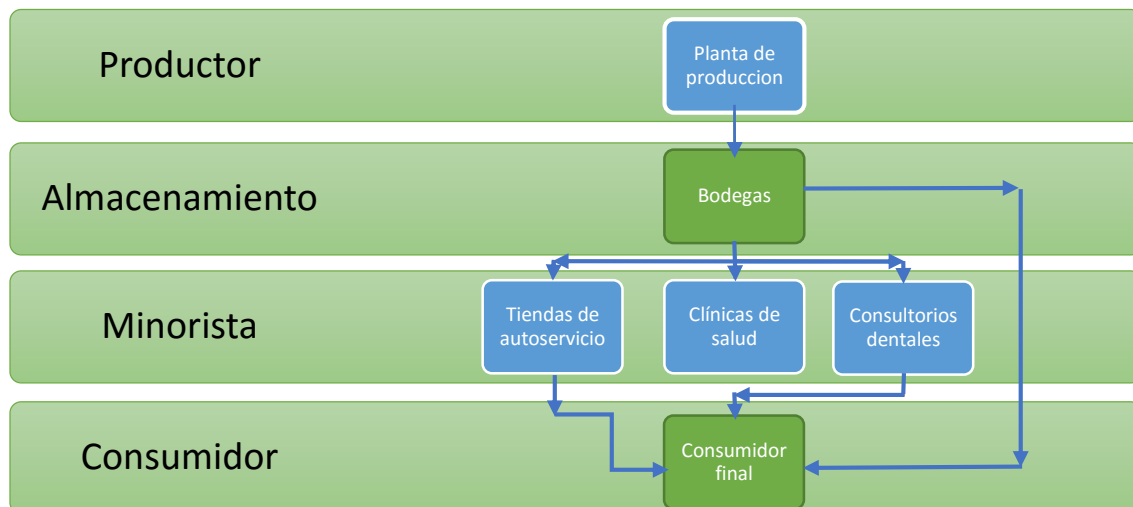 Productor
Planta de
produccion
Almacenamiento
Bodegas
Minorista
Tiendas de
autoservicio
Clínicas de
salud
Consultorios
dentales
Consumidor
Consumidor
final